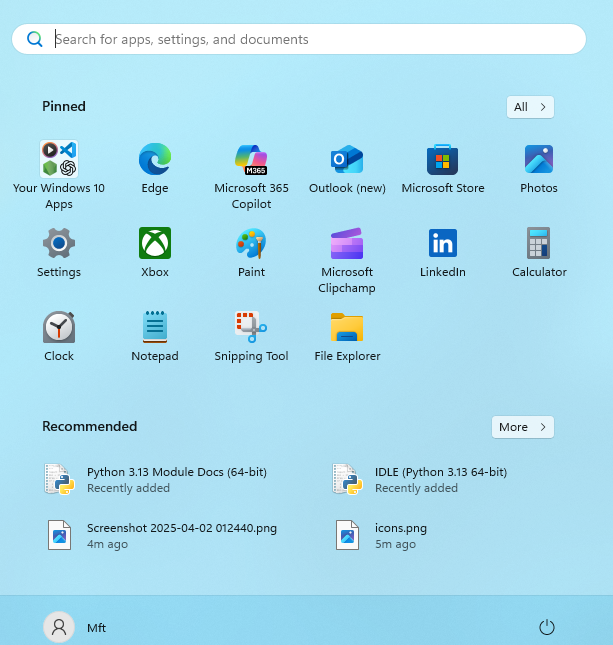 Search for apps, settings, and documents
Pinned
All
M365
Your Windows 10
Apps
Edge
Microsoft 365
Copilot
Outlook (new)
Microsoft Store
Photos
Settings
Xbox
Paint
Microsoft
Clipchamp
in
LinkedIn
Calculator
Clock
Notepad
Snipping Tool
File Explorer
Recommended
More
Python 3.13 Module Docs (64-bit)
Recently added
IDLE (Python 3.13 64-bit)
Recently added
Screenshot 2025-04-02 012440.png
4m ago
icons.png
5m ago
Mft